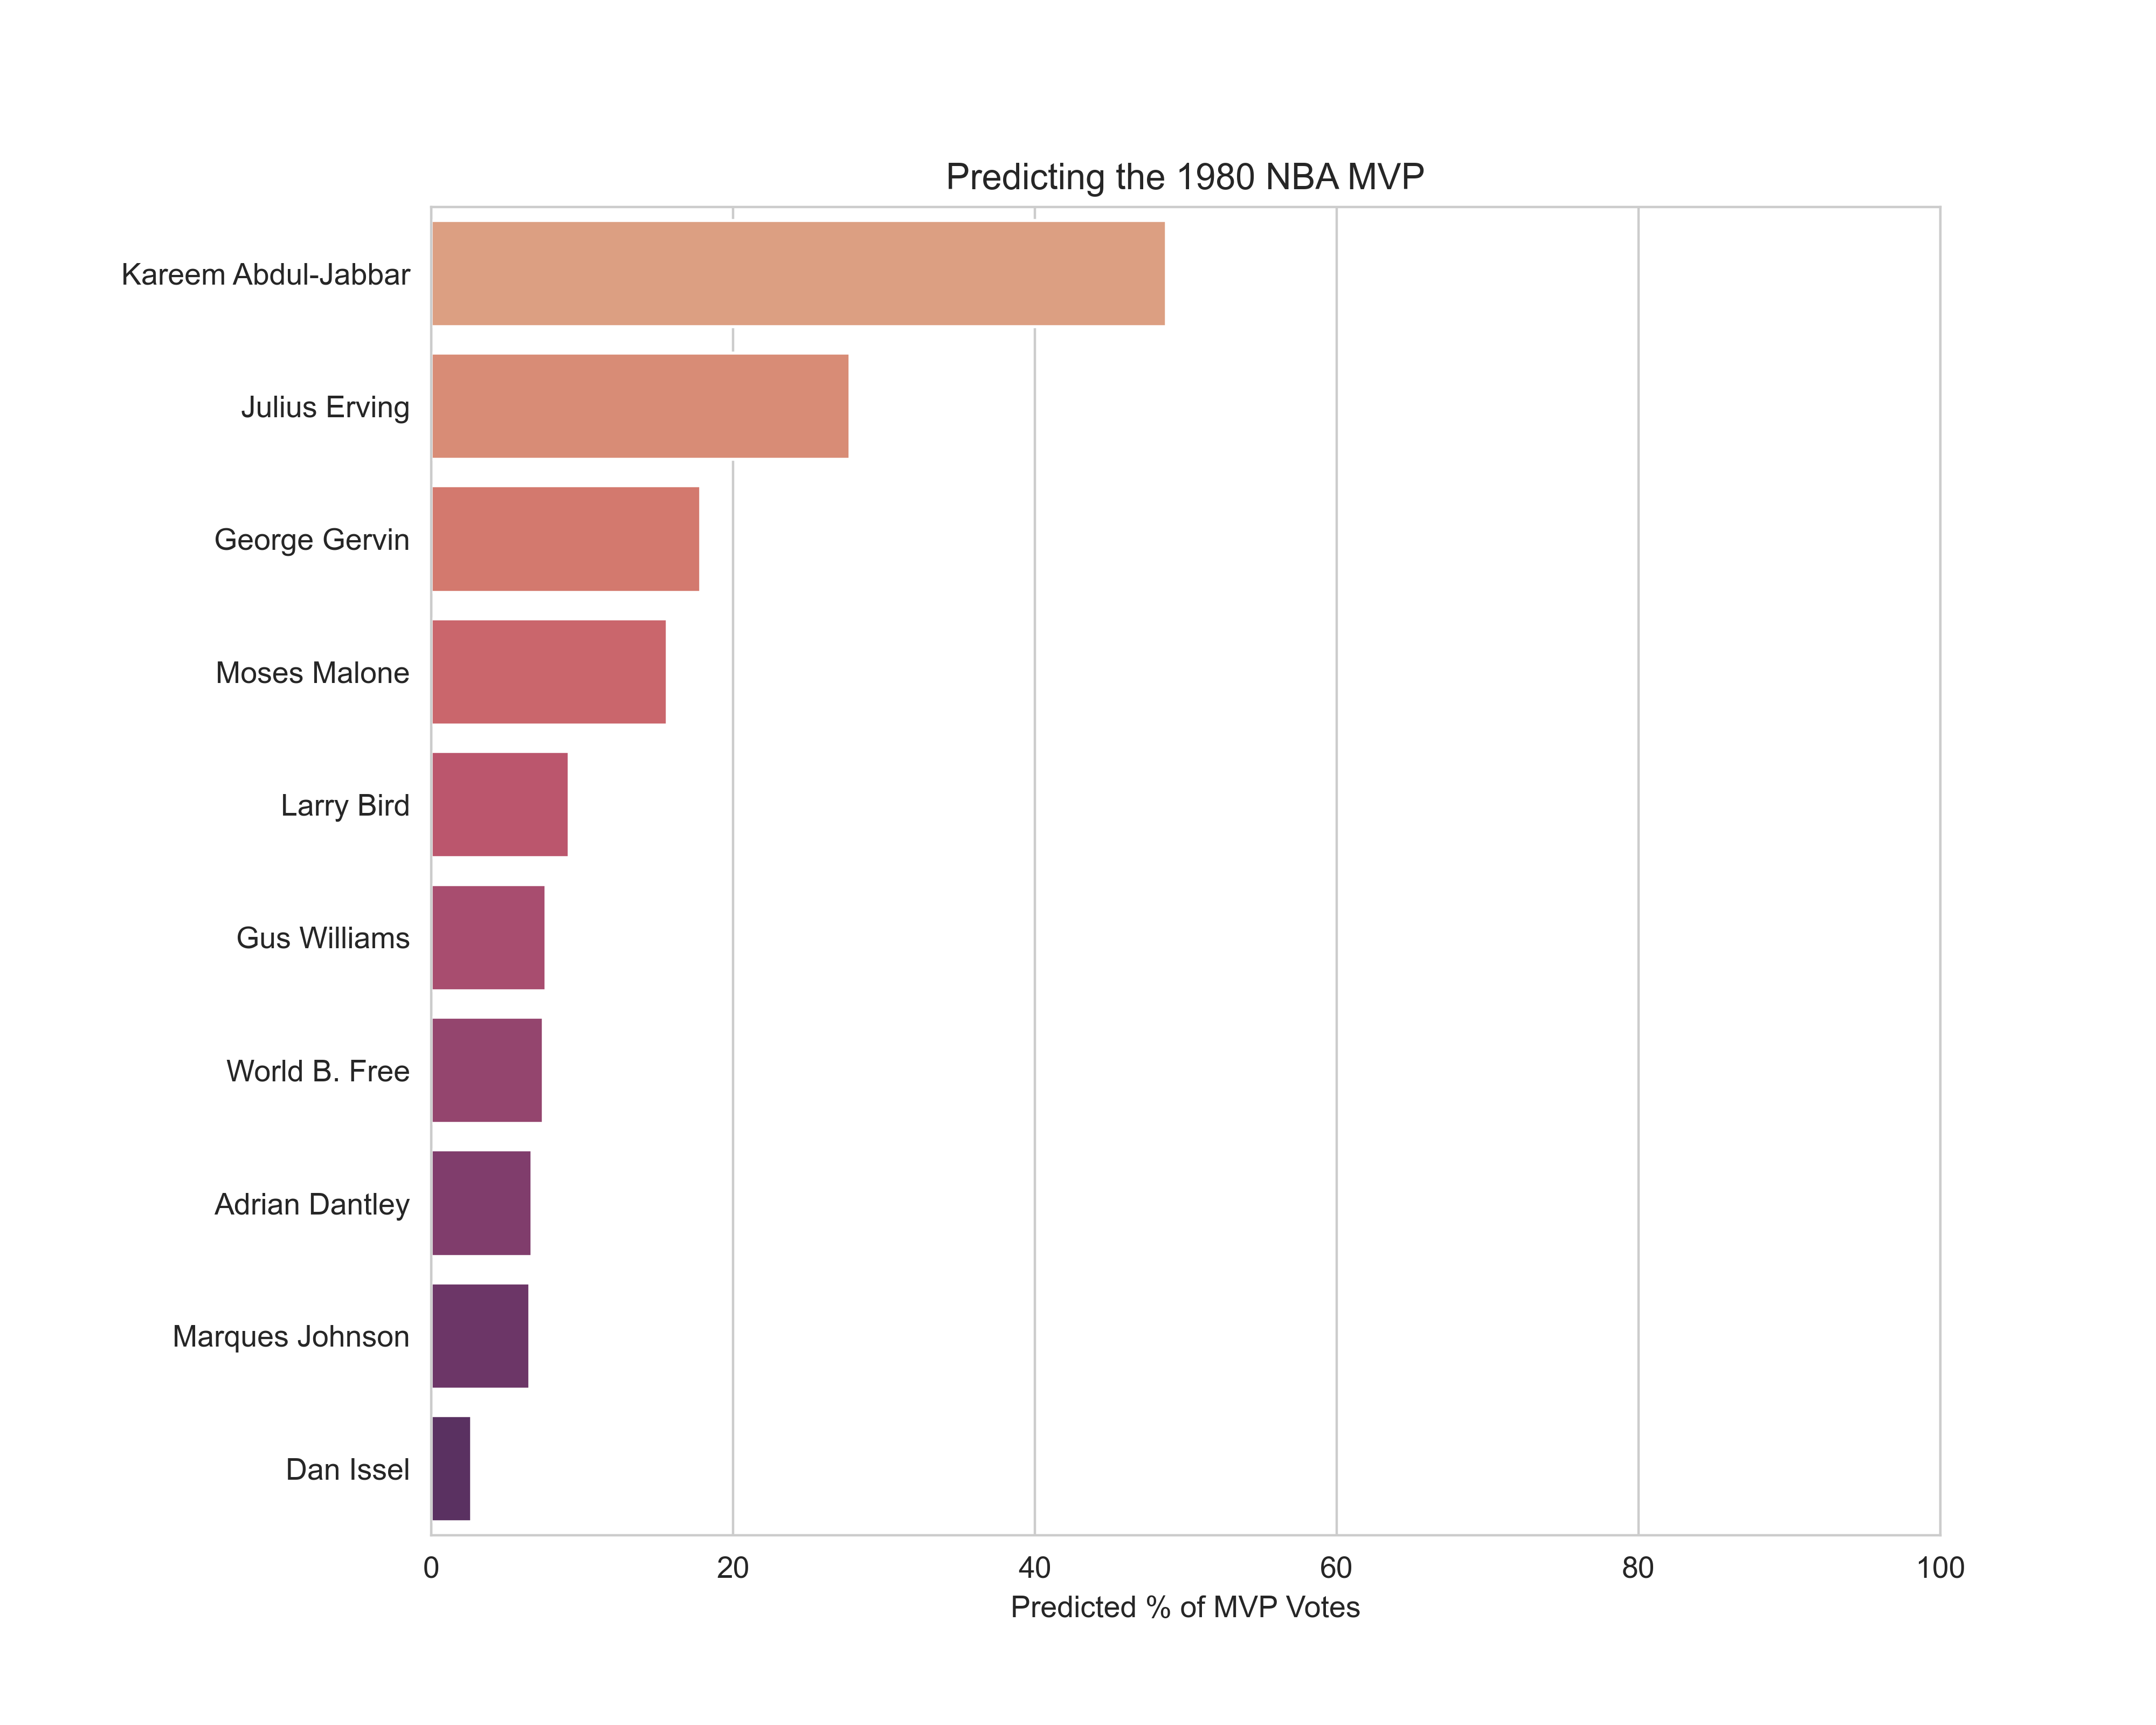 Predicting the 1980 NBA MVP
Kareem Abdul-Jabbar
Julius Erving
George Gervin
Moses Malone
Larry Bird
Gus Williams
World B. Free
Adrian Dantley
Marques Johnson
Dan Issel
0 20 40 60 80 100
Predicted % of MVP Votes